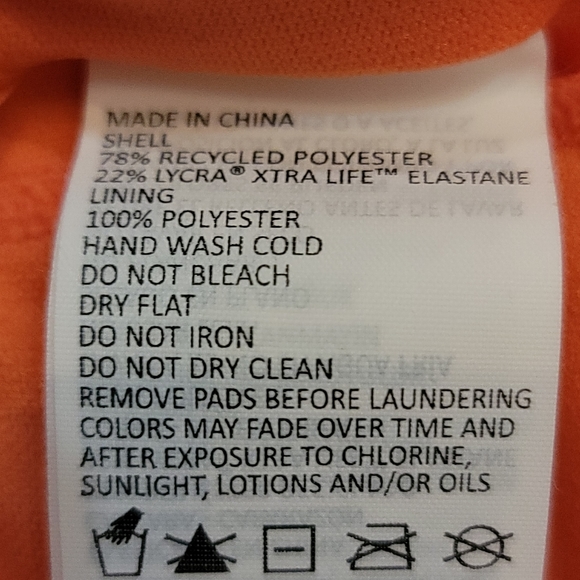 MADE IN CHINA
SHELL
78% RECYCLED POLYESTER
22% LYCRA® XTRA LIFE™ ELASTANE
LINING
100% POLYESTER
HAND WASH COLD
DO NOT BLEACH
DRY FLAT
DO NOT IRON
DO NOT DRY CLEAN
REMOVE PADS BEFORE LAUNDERING
COLORS MAY FADE OVER TIME AND
AFTER EXPOSURE TO CHLORINE,
SUNLIGHT, LOTIONS AND/OR OILS